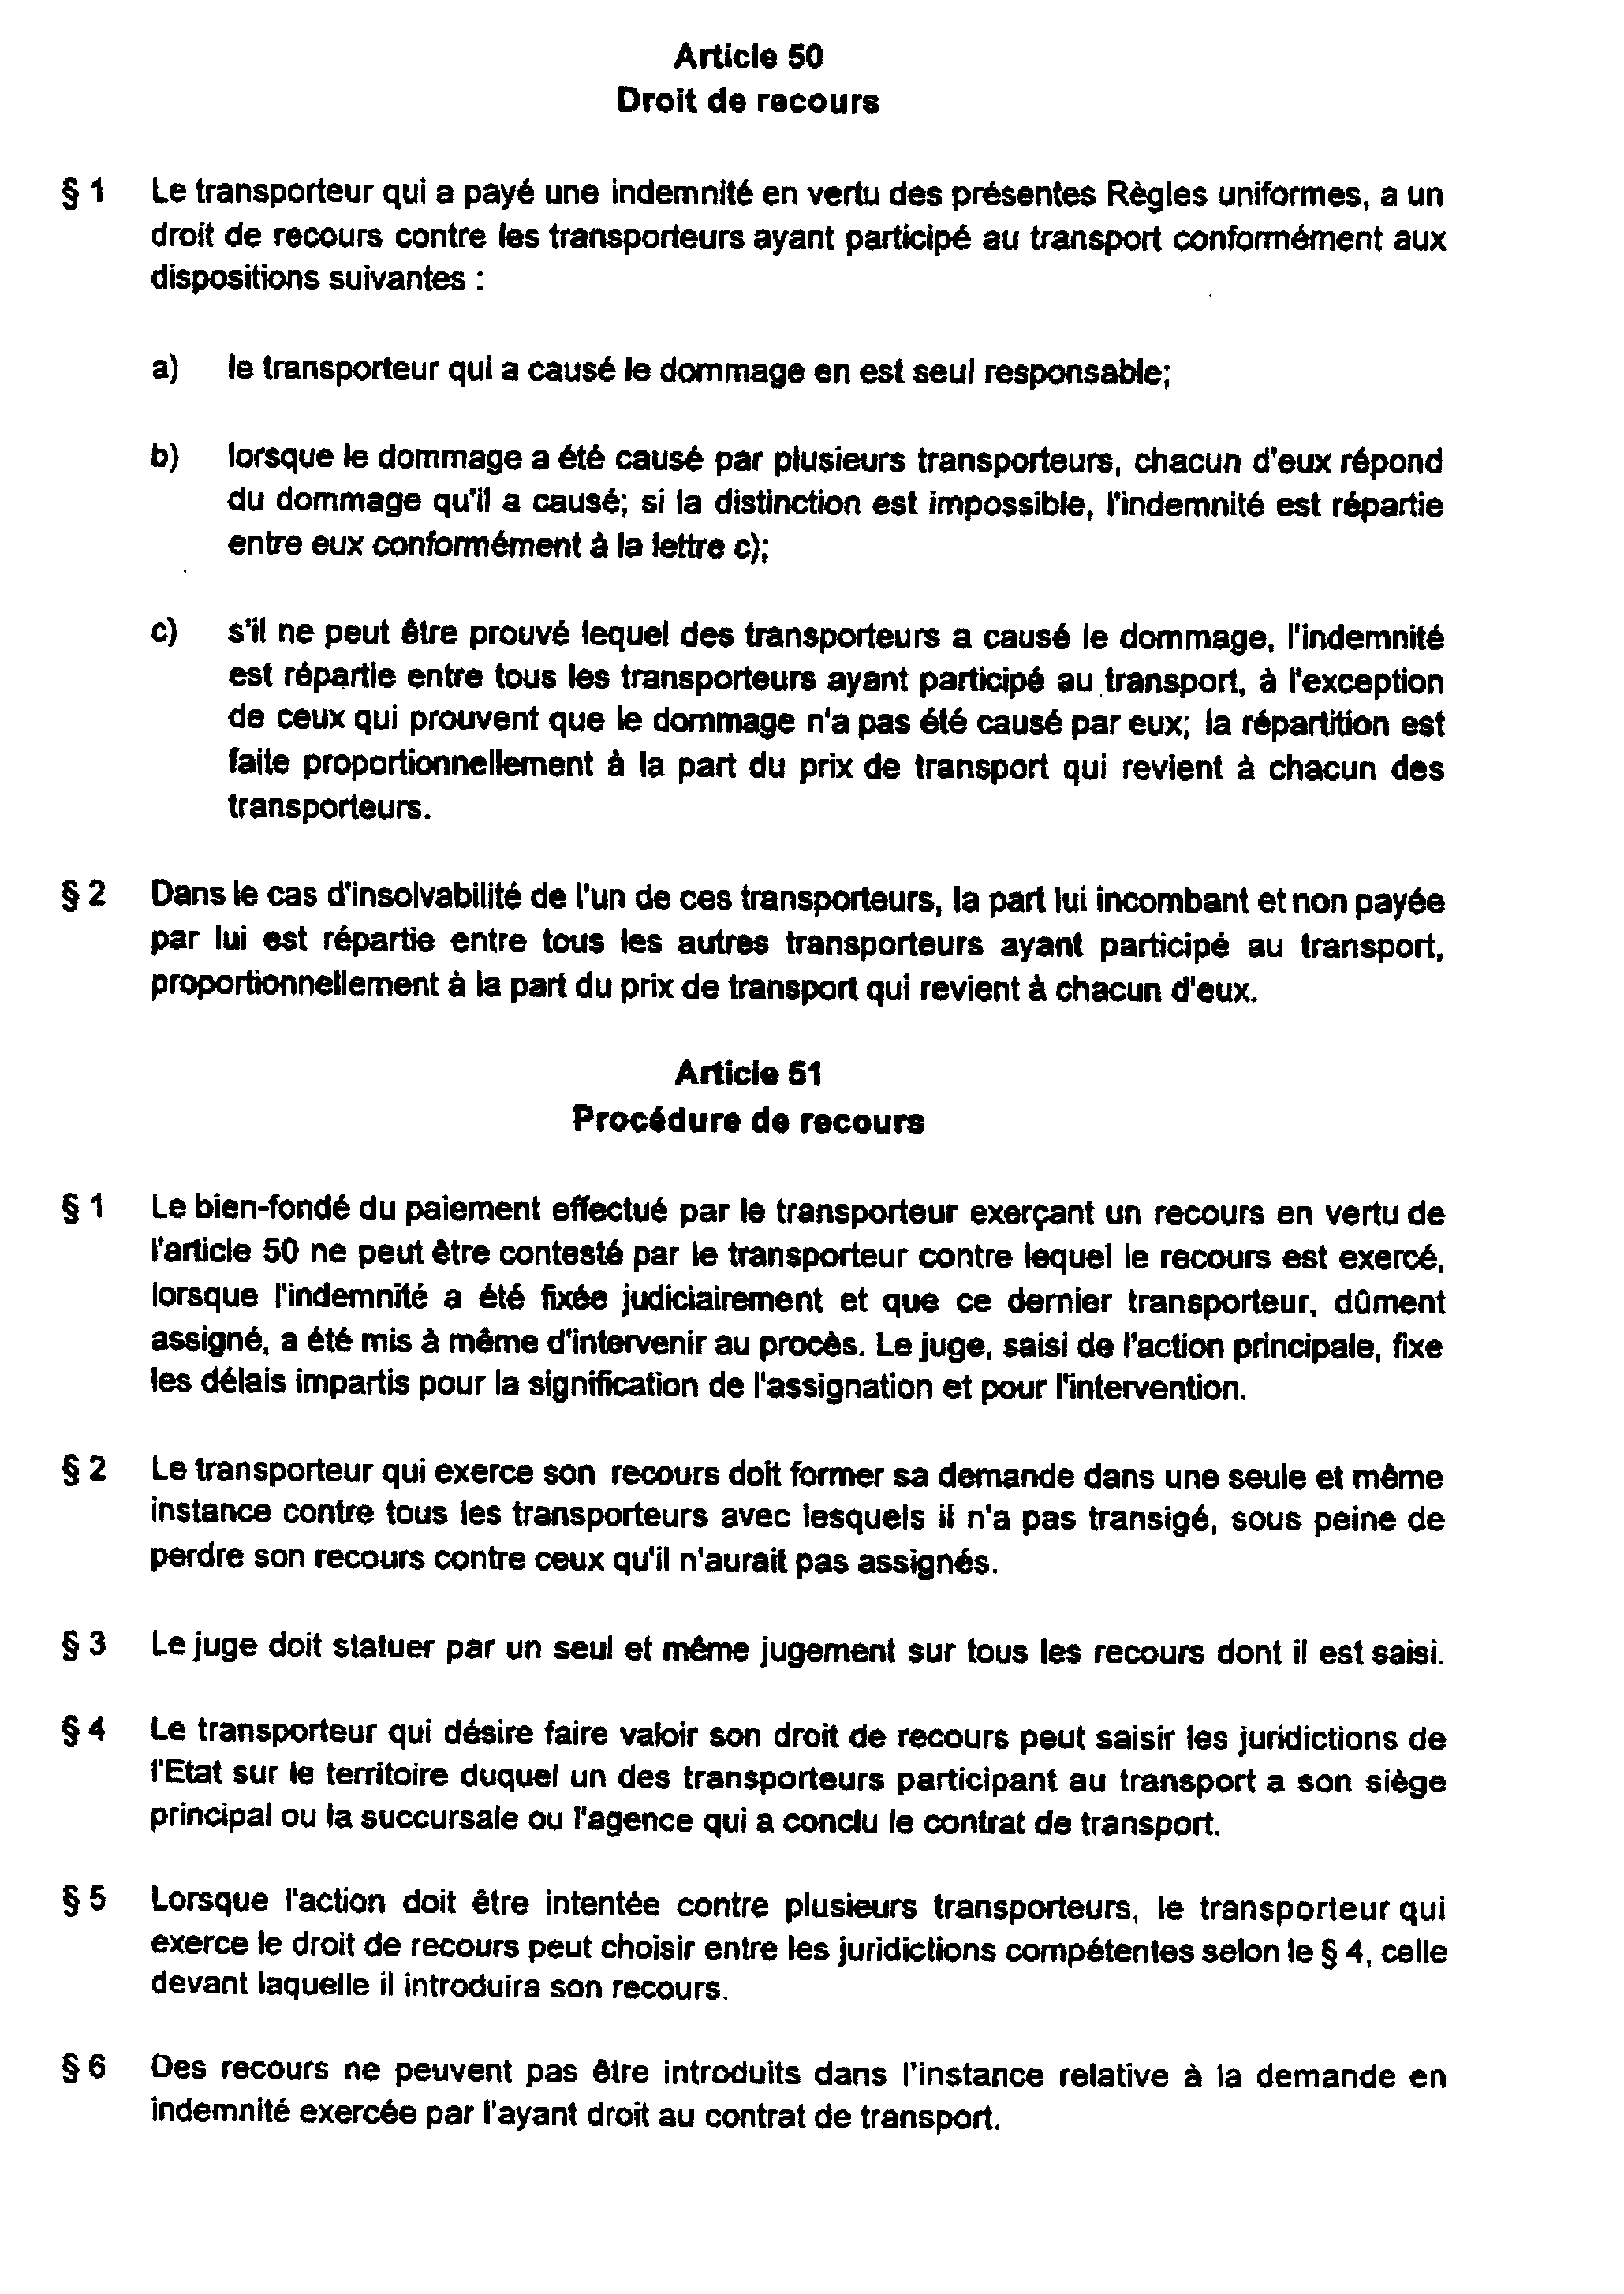 Article 50
Droit de recours
§ 1 Le transporteur qui a payé une indemnité en vertu des présentes Règles uniformes, a un
droit de recours contre les transporteurs ayant participé au transport conformément aux
dispositions suivantes :
a) le transporteur qui a causé le dommage en est seul responsable;
b) lorsque le dommage a été causé par plusieurs transporteurs, chacun d'eux répond
du dommage qu'il a causé; si la distinction est impossible, l'indemnité est répartie
entre eux conformément à la lettre c);
c) s'il ne peut être prouvé lequel des transporteurs a causé le dommage, l'indemnité
est répartie entre tous les transporteurs ayant participé au transport, à l'exception
de ceux qui prouvent que le dommage n'a pas été causé par eux; la répartition est
faite proportionnellement à la part du prix de transport qui revient à chacun des
transporteurs.
§ 2 Dans le cas d'insolvabilité de l'un de ces transporteurs, la part lui incombant et non payée
par lui est répartie entre tous les autres transporteurs ayant participé au transport,
proportionnellement à la part du prix de transport qui revient à chacun d'eux.
Article 51
Procédure de recours
§ 1 Le bien-fondé du paiement effectué par le transporteur exerçant un recours en vertu de
l'article 50 ne peut être contesté par le transporteur contre lequel le recours est exercé,
lorsque l'indemnité a été fixée judiciairement et que ce dernier transporteur, dûment
assigné, a été mis à même d'intervenir au procès. Le juge, saisi de l'action principale, fixe
les délais impartis pour la signification de l'assignation et pour l'intervention.
§ 2 Le transporteur qui exerce son recours doit former sa demande dans une seule et même
instance contre tous les transporteurs avec lesquels il n'a pas transigé, sous peine de
perdre son recours contre ceux qu'il n'aurait pas assignés.
§ 3 Le juge doit statuer par un seul et même jugement sur tous les recours dont il est saisi.
§ 4 Le transporteur qui désire faire valoir son droit de recours peut saisir les juridictions de
l'Etat sur le territoire duquel un des transporteurs participant au transport a son siège
principal ou la succursale ou l'agence qui a conclu le contrat de transport.
§ 5 Lorsque l'action doit être intentée contre plusieurs transporteurs, le transporteur qui
exerce le droit de recours peut choisir entre les juridictions compétentes selon le § 4, celle
devant laquelle il introduira son recours.
§ 6 Des recours ne peuvent pas être introduits dans l'instance relative à la demande en
indemnité exercée par l'ayant droit au contrat de transport.